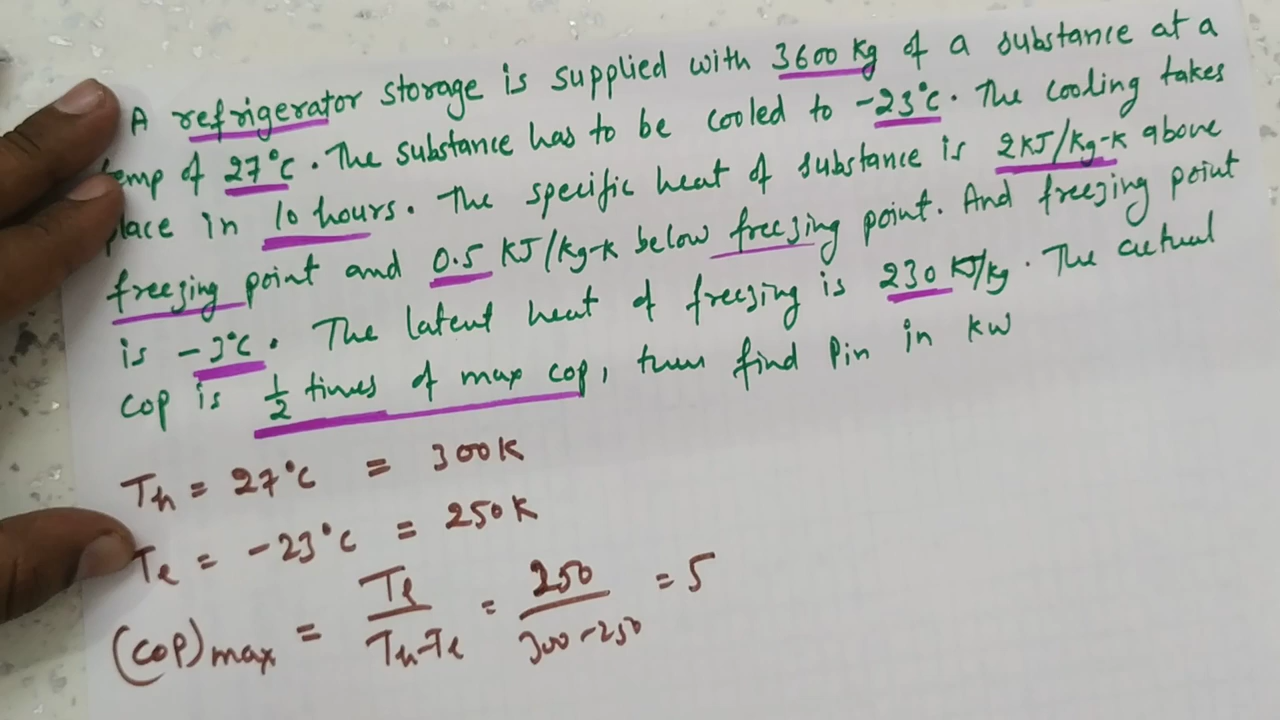 A refrigerator storage is supplied with 3600 Kg of a substance at a
temp of 27°C. The substance has to be cooled to -23°C. The cooling takes
place in 10 hours. The specific heat of substance is 2KJ/Kg-K above
freezing point and 0.5 KJ/Kg-K below freezing point. And freezing point
is -3°C. The latent heat of freezing is 230 KJ/Kg. The actual
COP is 1/2 times of max COP, then find Pin in kw
Th = 27°C = 300K
Te = -23°C = 250K
(COP)max = Te/Th-Te = 250/300-250 = 5